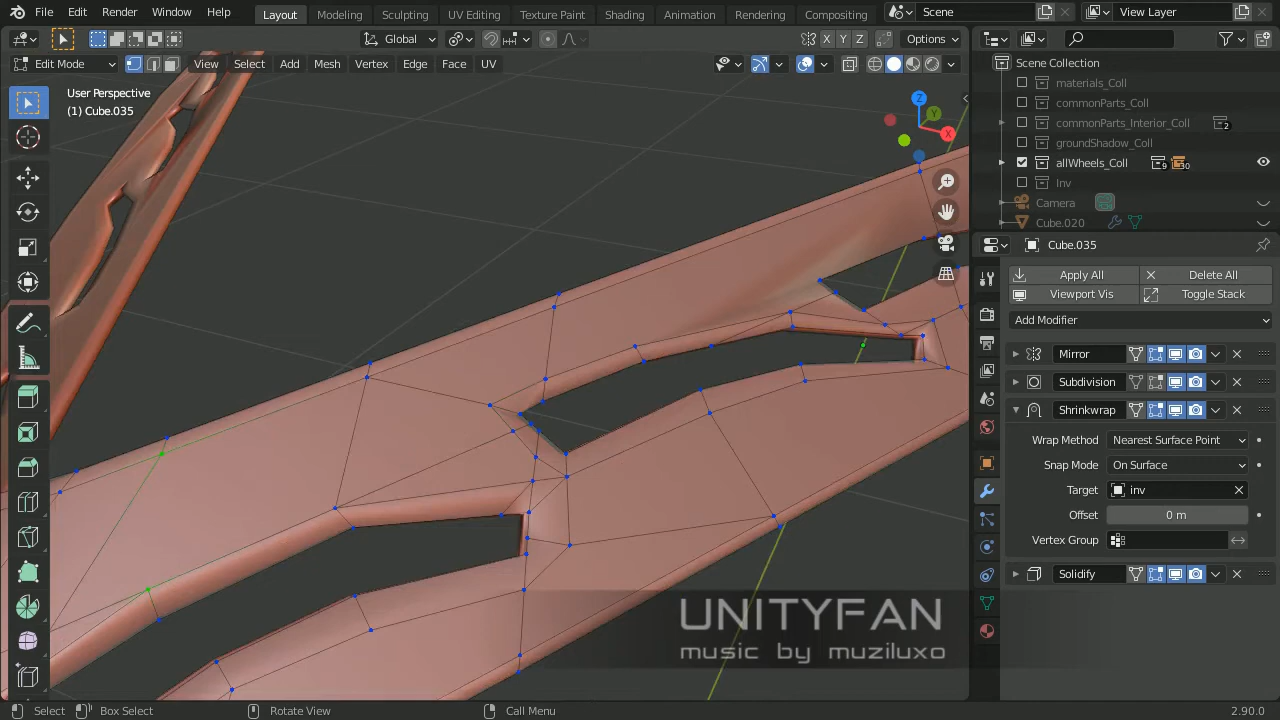 File Edit Render Window Help Layout Modeling Sculpting UV Editing Texture Paint Shading Animation Rendering Compositing Scene View Layer
Global X Y Z Options
Edit Mode View Select Add Mesh Vertex Edge Face UV
User Perspective
(1) Cube.035
Z
Y
X
Scene Collection
materials_Coll
commonParts_Coll
commonParts_Interior_Coll 2
groundShadow_Coll
allWheels_Coll 9 30
Inv
Camera
Cube.020
Cube.035
Apply All Delete All
Viewport Vis Toggle Stack
Add Modifier
Mirror
Subdivision
Shrinkwrap
Wrap Method Nearest Surface Point
Snap Mode On Surface
Target inv
Offset 0 m
Vertex Group
Solidify
UNITYFAN
music by muziluxo
Select Box Select Rotate View Call Menu 2.90.0